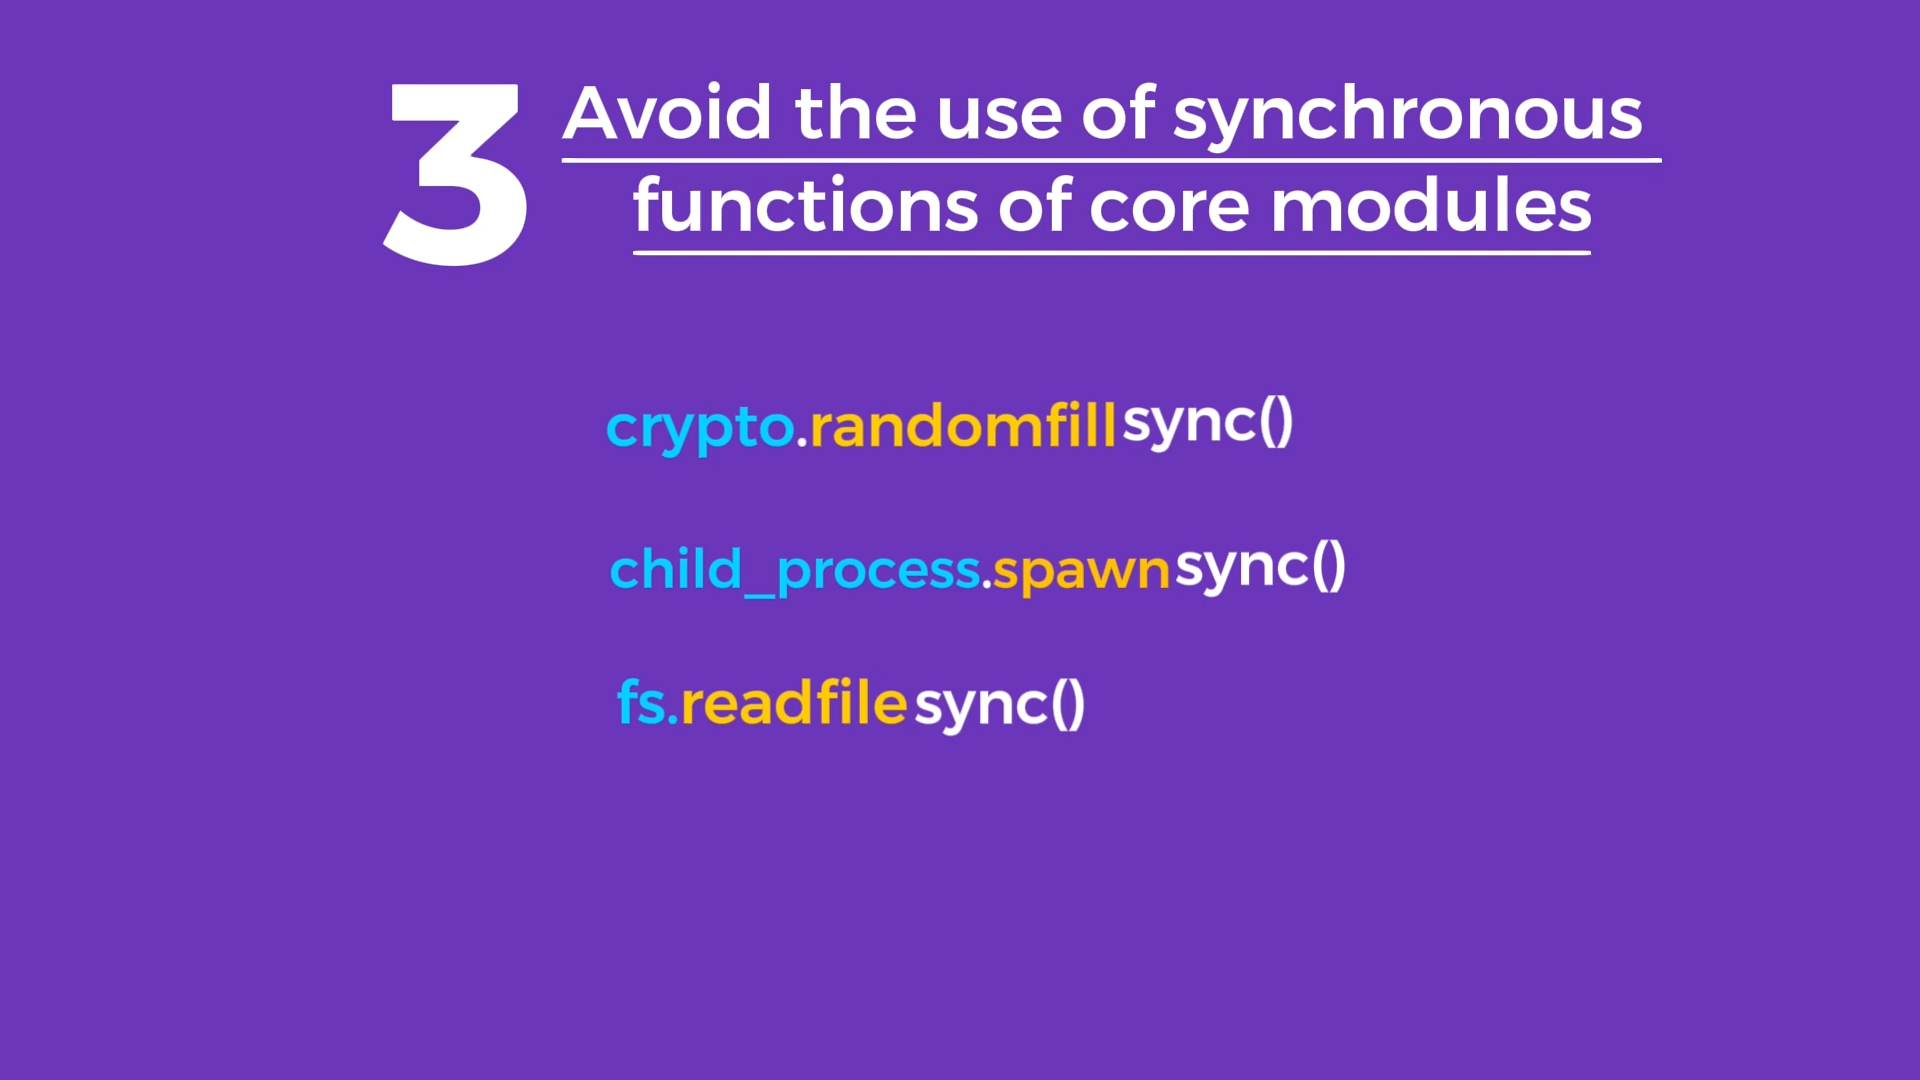 3 Avoid the use of synchronous
functions of core modules
crypto.randomfillsync()
child_process.spawnsync()
fs.readfilesync()